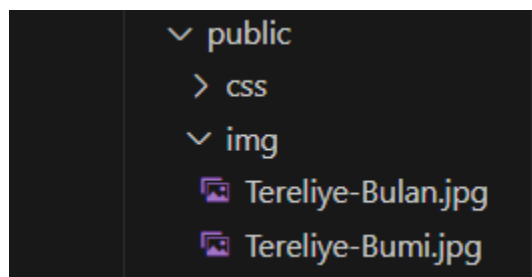 public
css
img
Tereliye-Bulan.jpg
Tereliye-Bumi.jpg